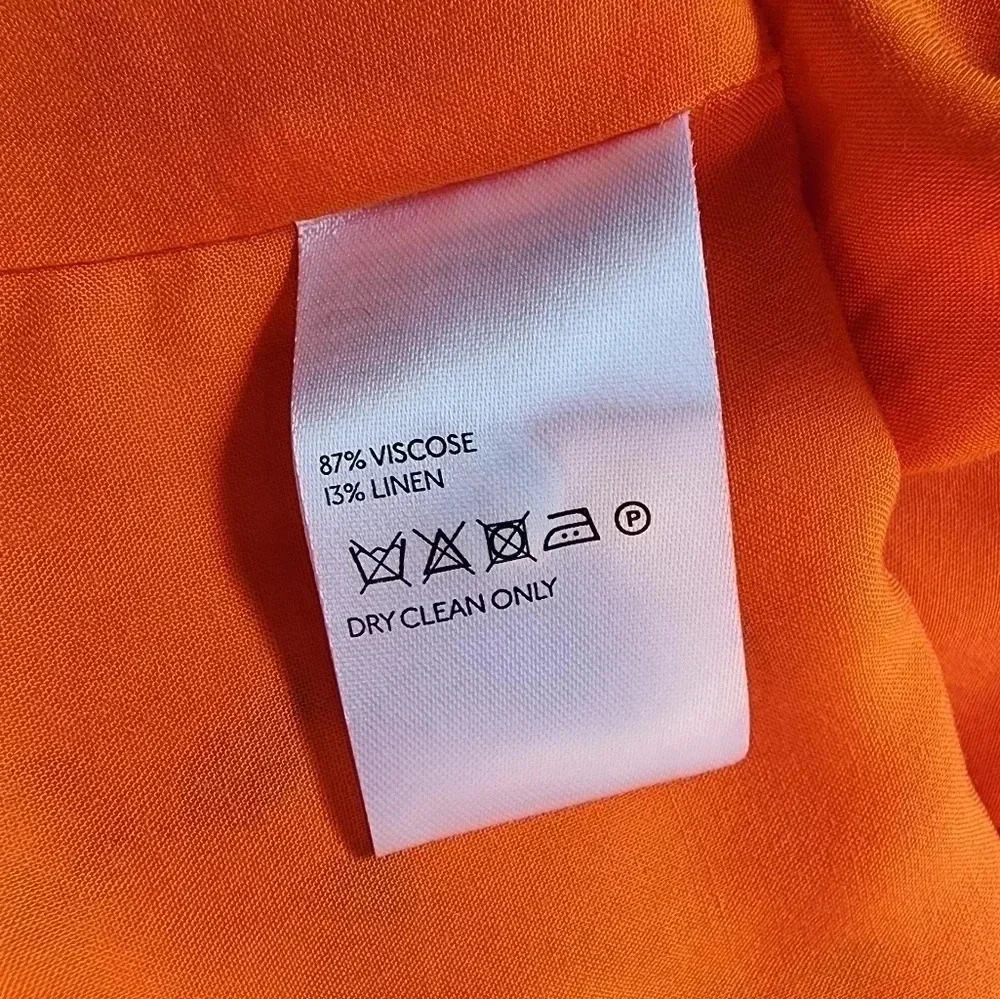 87% VISCOSE
13% LINEN
P
DRY CLEAN ONLY